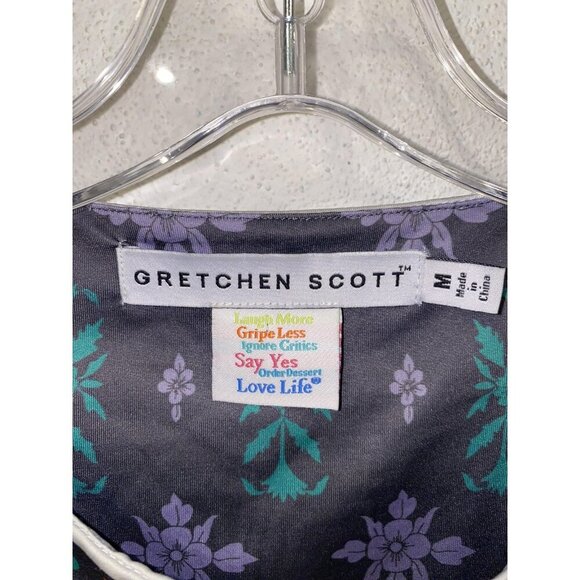 GRETCHEN SCOTT™
M
Made in
China
Laugh More
Gripe Less
Ignore Critics
Say Yes
Order Dessert
Love Life®